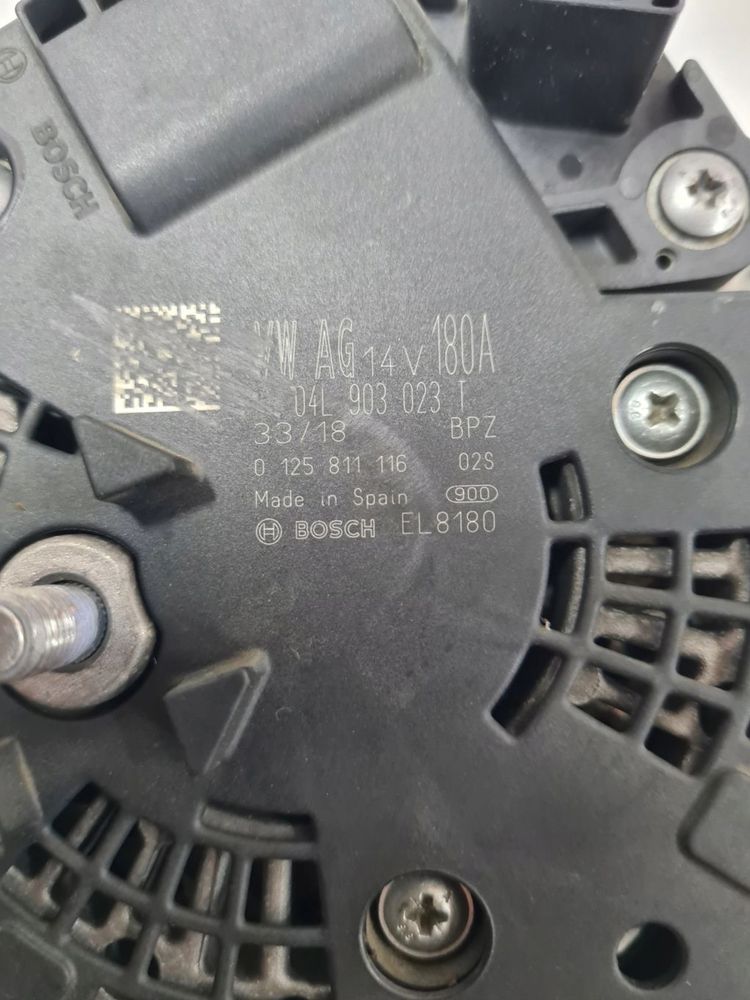 BOSCH
VW AG 14V 180A
04L 903 023 T
33/18 BPZ
0 125 811 116 02S
Made in Spain 900
BOSCH EL8180